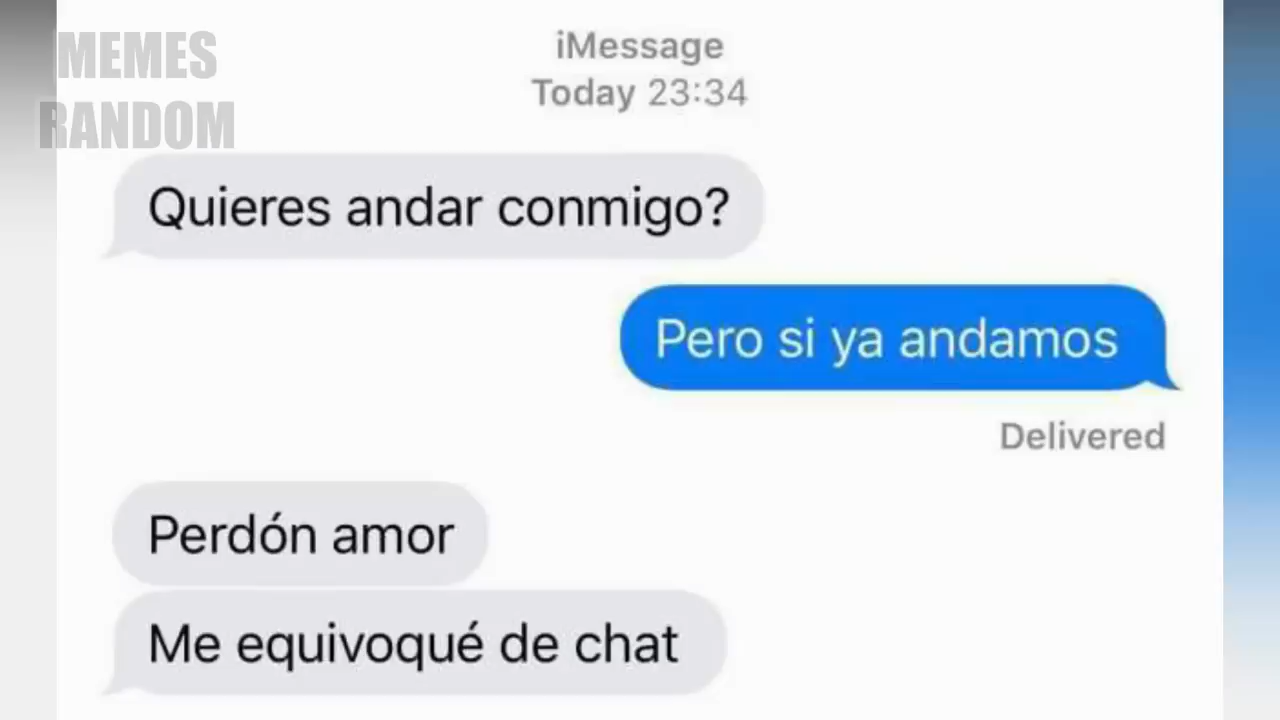 MEMES
RANDOM
iMessage
Today 23:34
Quieres andar conmigo?
Pero si ya andamos
Delivered
Perdón amor
Me equivoqué de chat